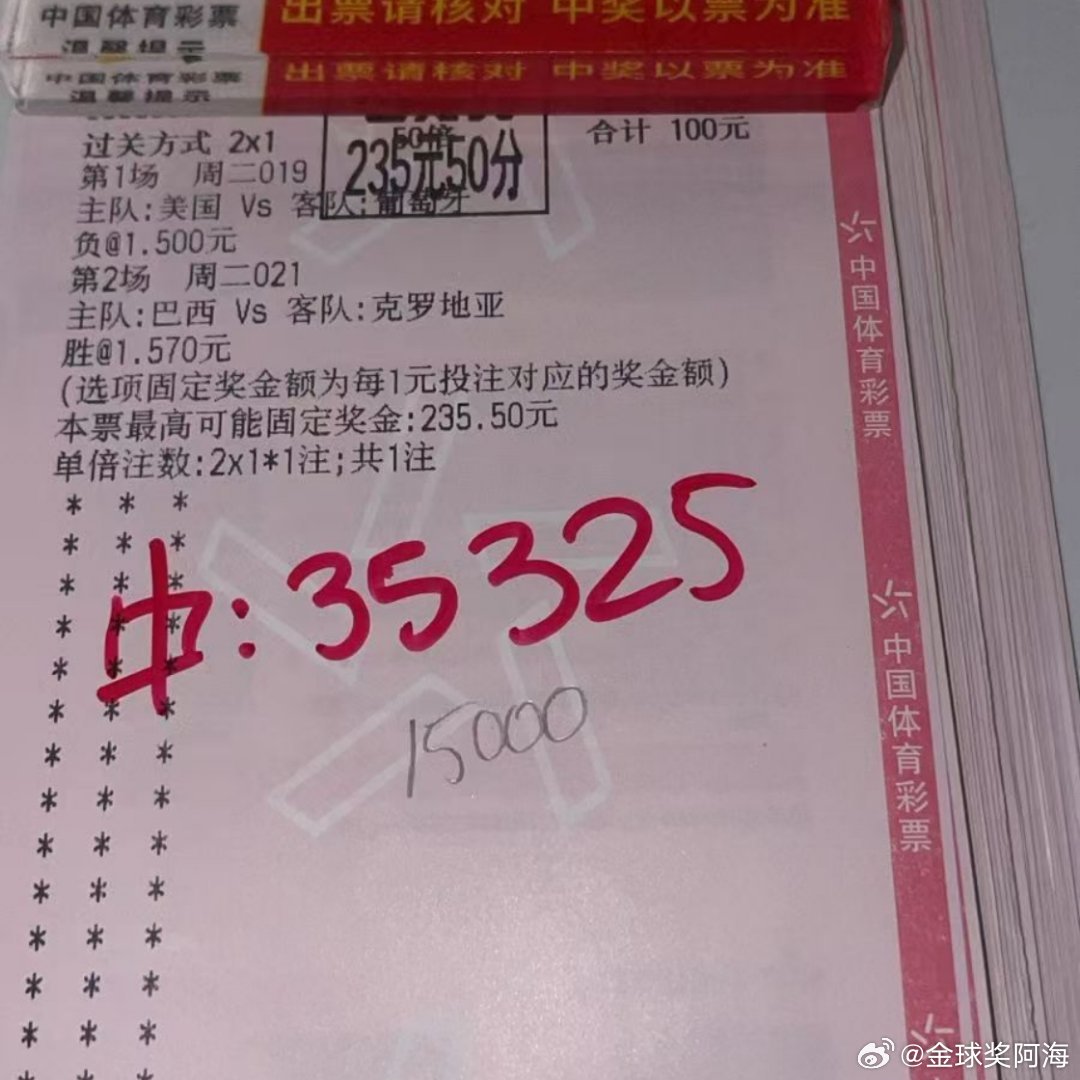 中国体育彩票 出票请核对 中奖以票为准
温馨提示
中国体育彩票 出票请核对 中奖以票为准
温馨提示
过关方式 2x1 50倍 合计 100元
235元50分
第1场 周二019
主队:美国 Vs 客队:葡萄牙
负@1.500元
第2场 周二021
主队:巴西 Vs 客队:克罗地亚
胜@1.570元
(选项固定奖金额为每1元投注对应的奖金额)
本票最高可能固定奖金:235.50元
单倍注数:2x1*1注;共1注
中:35325
15000
中国体育彩票
中国体育彩票
@金球奖阿海